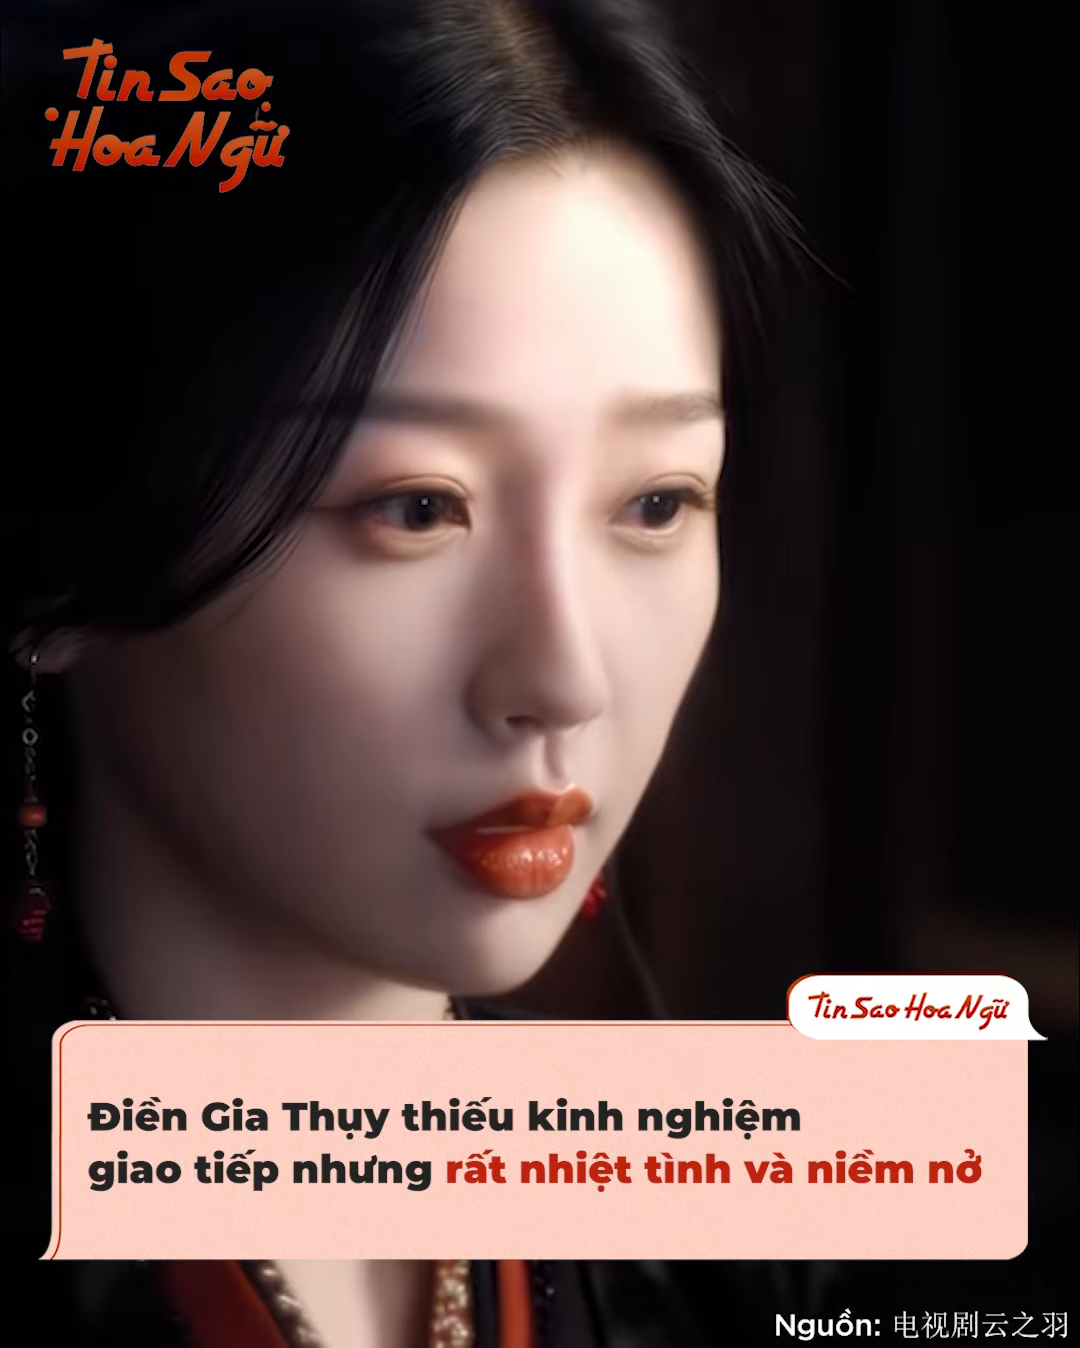 Tin Sao
Hoa Ngữ
Tin Sao Hoa Ngữ
Điền Gia Thụy thiếu kinh nghiệm
giao tiếp nhưng rất nhiệt tình và niềm nở
Nguồn: 电视剧云之羽